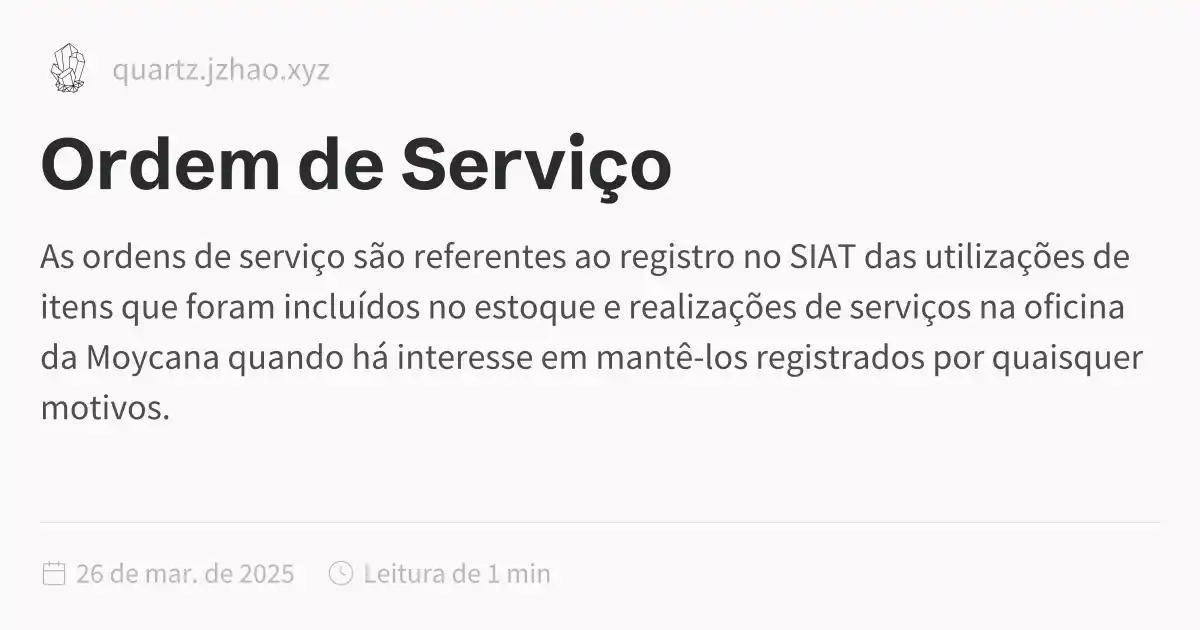 quartz.jzhao.xyz
Ordem de Serviço
As ordens de serviço são referentes ao registro no SIAT das utilizações de
itens que foram incluídos no estoque e realizações de serviços na oficina
da Moycana quando há interesse em mantê-los registrados por quaisquer
motivos.
26 de mar. de 2025 Leitura de 1 min